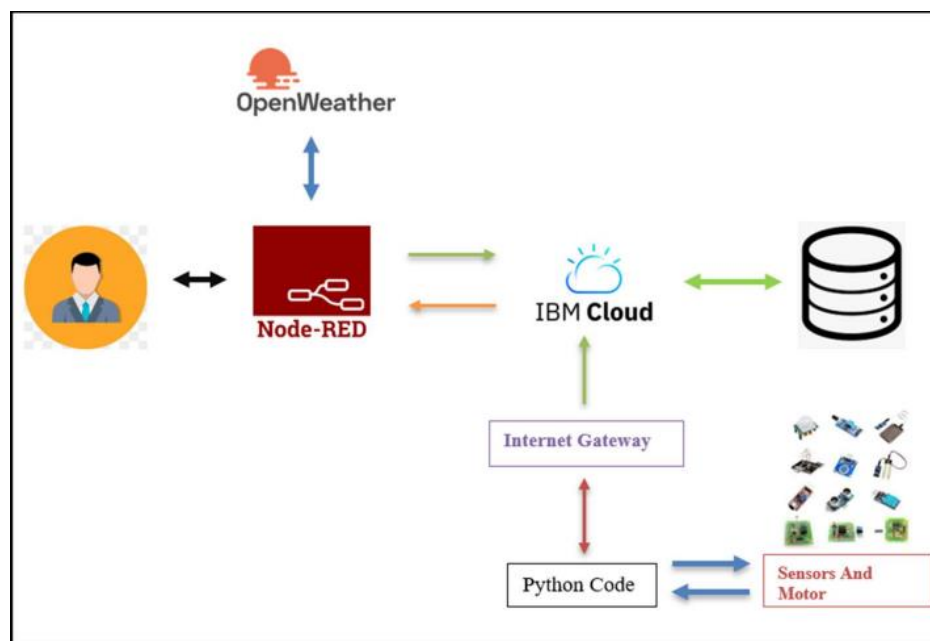 OpenWeather
Node-RED
IBM Cloud
Internet Gateway
Python Code
Sensors And
Motor